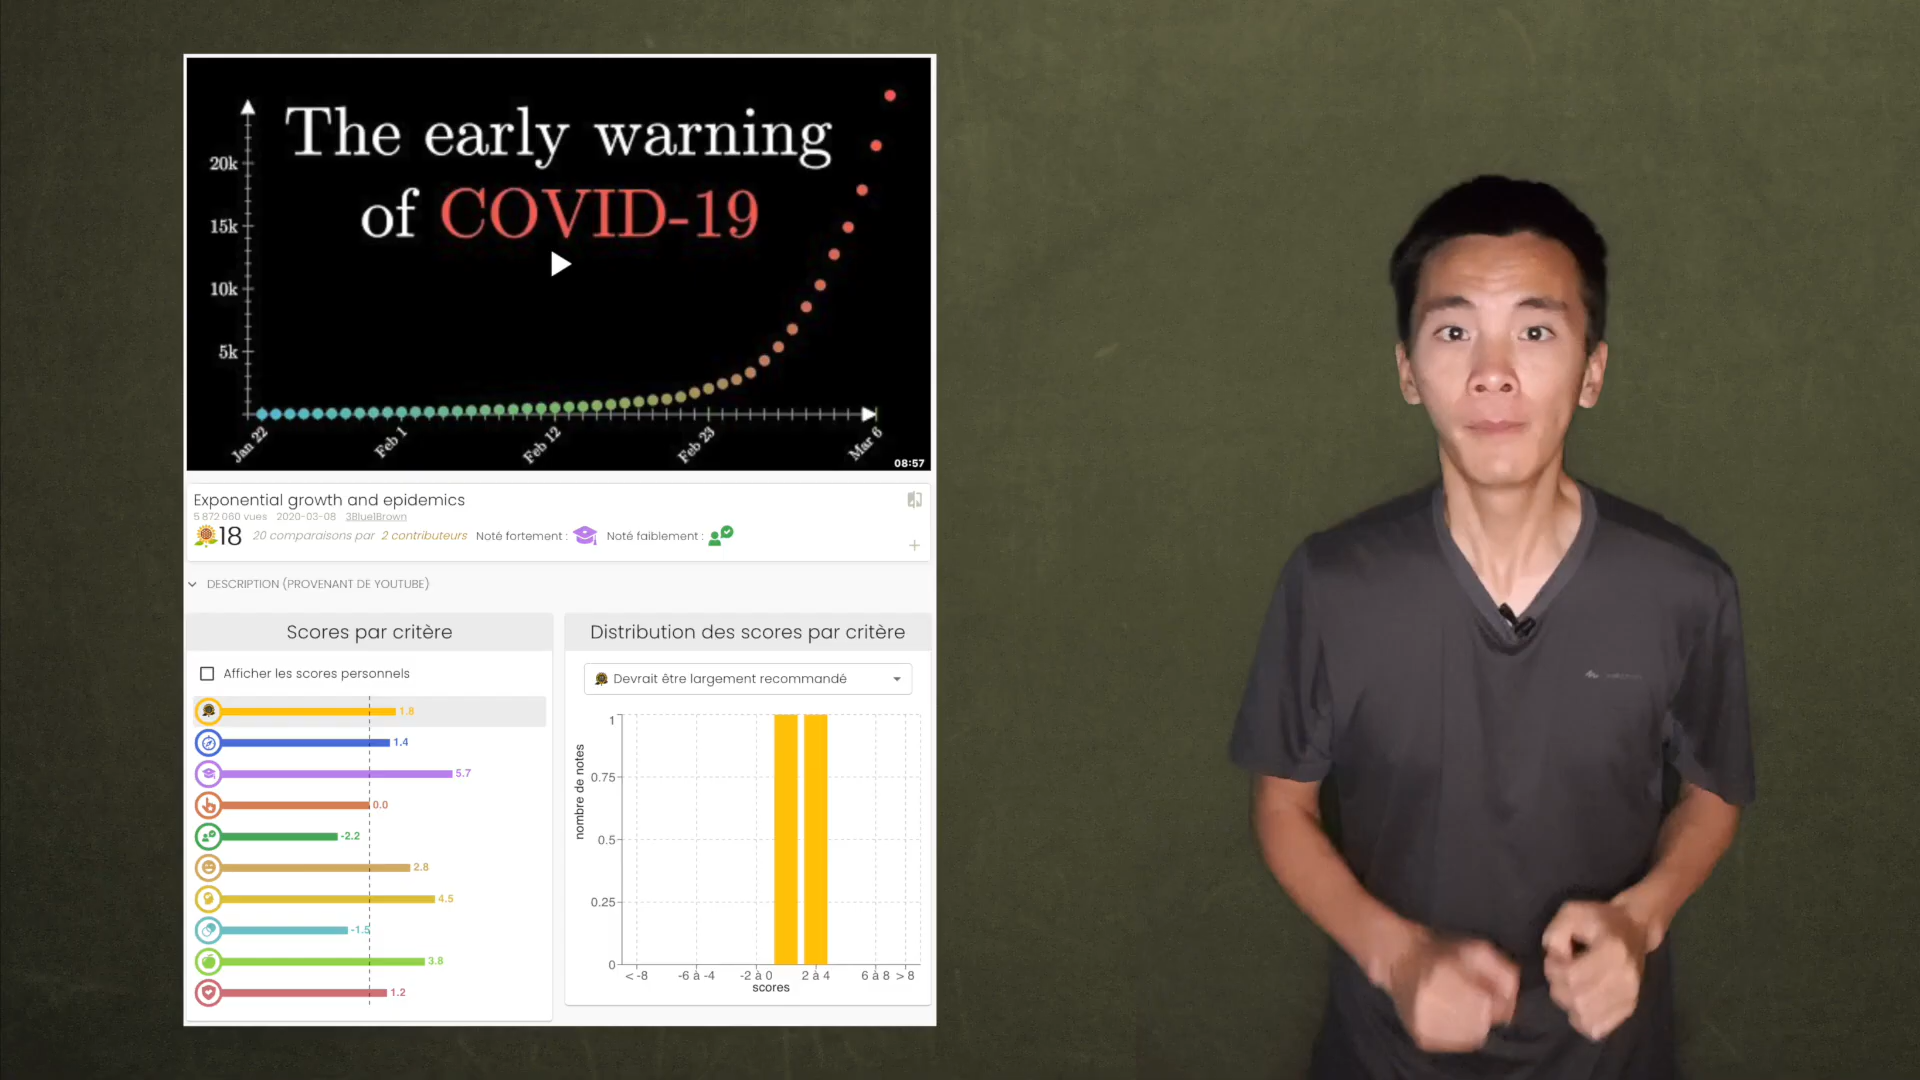 The early warning
of COVID-19
20k
15k
10k
5k
Jan 22
Feb 1
Feb 12
Feb 23
Mar 6
08:57
Exponential growth and epidemics
5 872 060 vues 2020-03-08 3Blue1Brown
18 20 comparaisons par 2 contributeurs Noté fortement : Noté faiblement :
DESCRIPTION (PROVENANT DE YOUTUBE)
Scores par critère
Afficher les scores personnels
1.8
1.4
5.7
0.0
-2.2
2.8
4.5
-1.5
3.8
1.2
Distribution des scores par critère
Devrait être largement recommandé
nombre de notes
1
0.75
0.5
0.25
0
< -8 -6 à -4 -2 à 0 2 à 4 6 à 8 > 8
scores